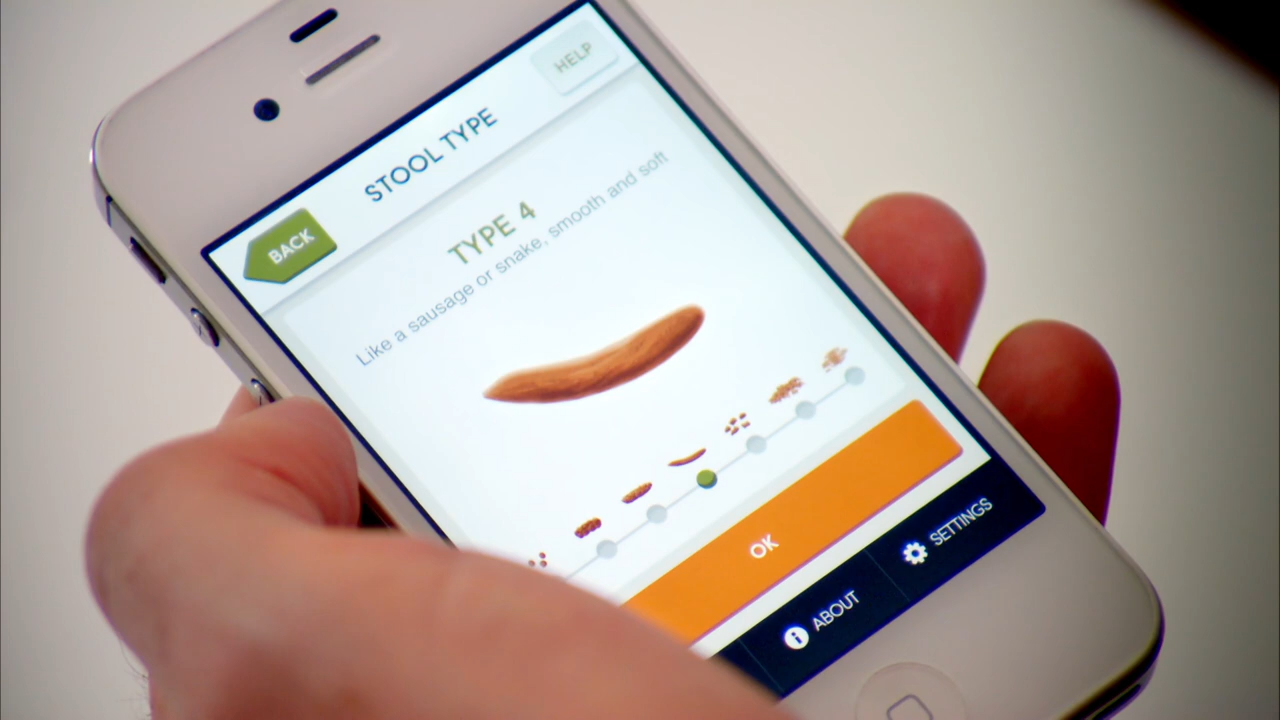 HELP
STOOL TYPE
BACK
TYPE 4
Like a sausage or snake, smooth and soft
OK
ABOUT
SETTINGS